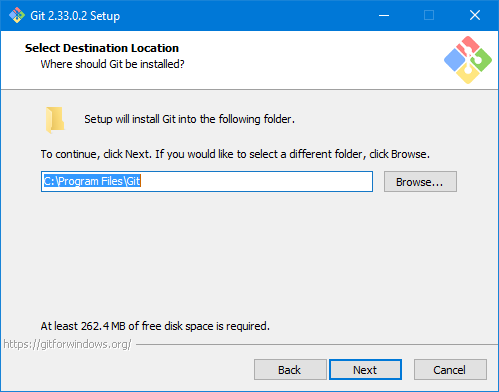 Git 2.33.0.2 Setup
Select Destination Location
Where should Git be installed?
Setup will install Git into the following folder.
To continue, click Next. If you would like to select a different folder, click Browse.
C:\Program Files\Git
Browse...
At least 262.4 MB of free disk space is required.
https://gitforwindows.org/
Back
Next
Cancel